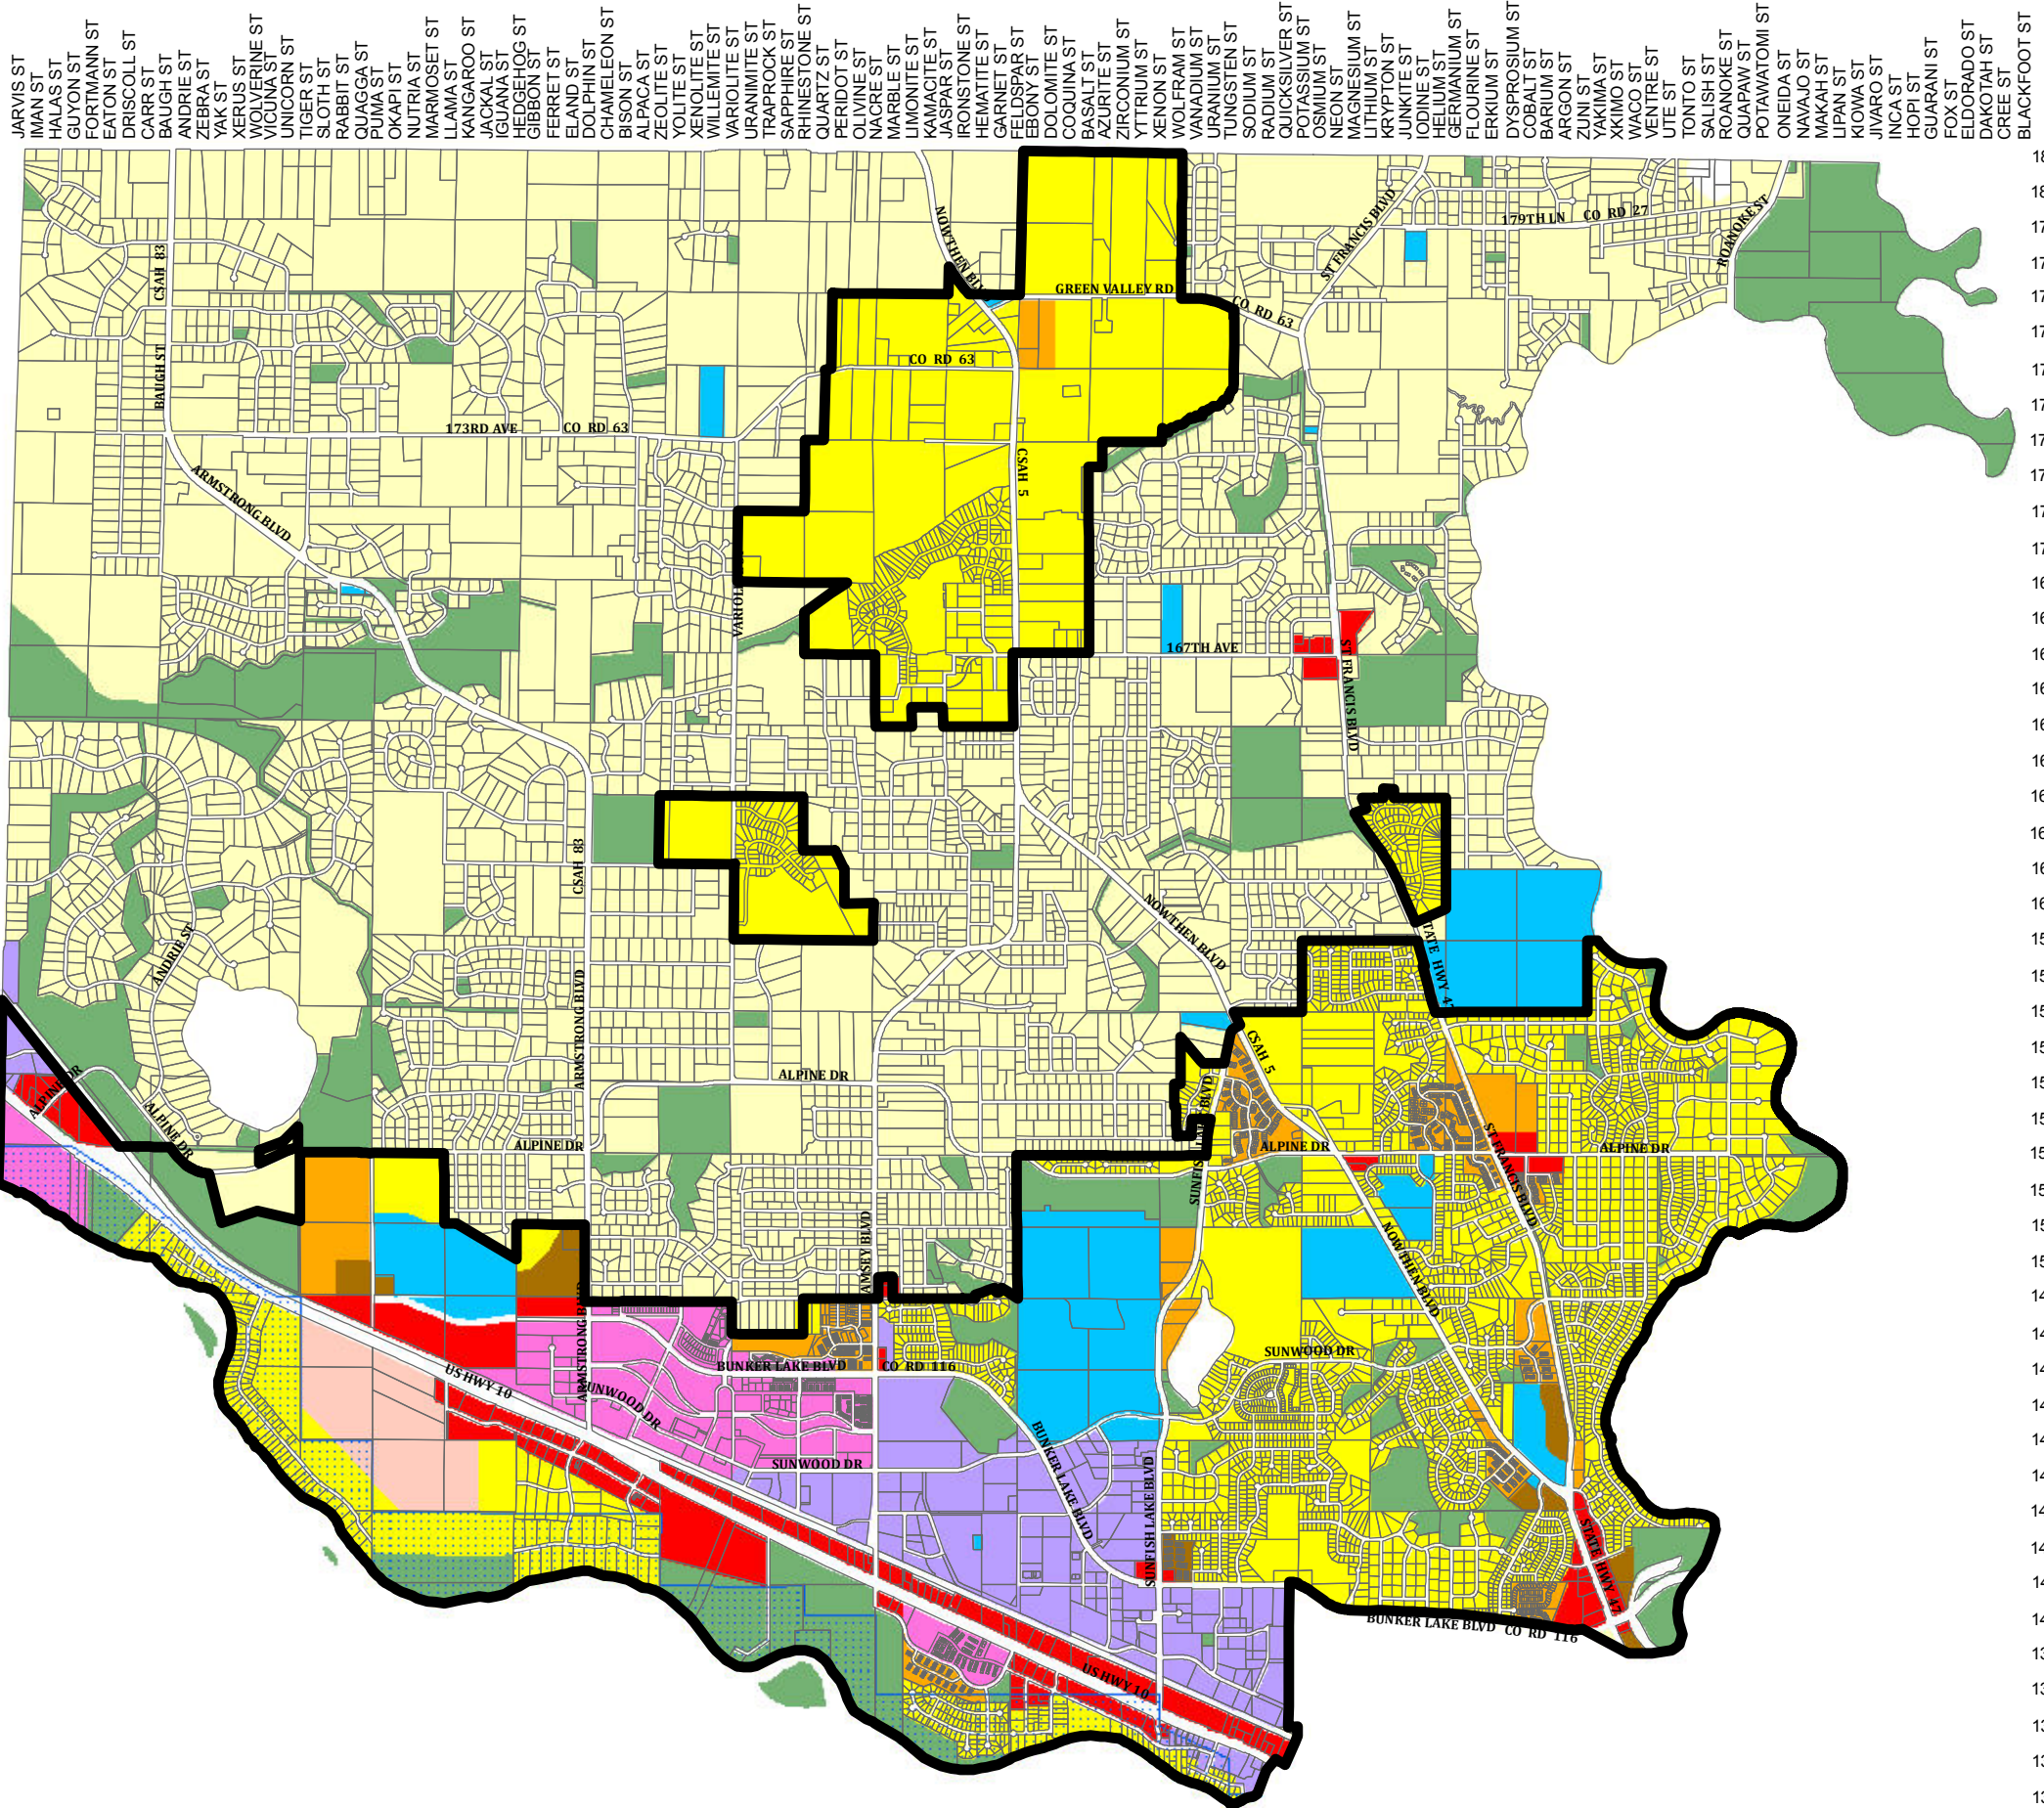 JARVIS ST
IMAN ST
HALAS ST
GUYON ST
FORTMANN ST
EATON ST
DRISCOLL ST
CARR ST
BAUGH ST
ANDRIE ST
ZEBRA ST
YAK ST
XERUS ST
WOLVERINE ST
VICUNA ST
UNICORN ST
TIGER ST
SLOTH ST
RABBIT ST
QUAGGA ST
PUMA ST
OKAPI ST
NUTRIA ST
MARMOSET ST
LLAMA ST
KANGAROO ST
JACKAL ST
IGUANA ST
HEDGEHOG ST
GIBBON ST
FERRET ST
ELAND ST
DOLPHIN ST
CHAMELEON ST
BISON ST
ALPACA ST
ZEOLITE ST
YOLITE ST
XENOLITE ST
WILLEMITE ST
VARIOLITE ST
URANIMITE ST
TRAPROCK ST
SAPPHIRE ST
RHINESTONE ST
QUARTZ ST
PERIDOT ST
OLIVINE ST
NACRE ST
MARBLE ST
LIMONITE ST
KAMACITE ST
JASPAR ST
IRONSTONE ST
HEMATITE ST
GARNET ST
FELDSPAR ST
EBONY ST
DOLOMITE ST
COQUINA ST
BASALT ST
AZURITE ST
ZIRCONIUM ST
YTTRIUM ST
XENON ST
WOLFRAM ST
VANADIUM ST
URANIUM ST
TUNGSTEN ST
SODIUM ST
RADIUM ST
QUICKSILVER ST
POTASSIUM ST
OSMIUM ST
NEON ST
MAGNESIUM ST
LITHIUM ST
KRYPTON ST
JUNKITE ST
IODINE ST
HELIUM ST
GERMANIUM ST
FLOURINE ST
ERKIUM ST
DYSPROSIUM ST
COBALT ST
BARIUM ST
ARGON ST
ZUNI ST
YAKIMA ST
XKIMO ST
WACO ST
VENTRE ST
UTE ST
TONTO ST
SALISH ST
ROANOKE ST
QUAPAW ST
POTAWATOMI ST
ONEIDA ST
NAVAJO ST
MAKAH ST
LIPAN ST
KIOWA ST
JIVARO ST
INCA ST
HOPI ST
GUARANI ST
FOX ST
ELDORADO ST
DAKOTAH ST
CREE ST
BLACKFOOT ST
179TH LN
CO RD 27
ROANOKE ST
ST FRANCIS BLVD
CSAH 83
GREEN VALLEY RD
CO RD 63
CO RD 63
BAUGH ST
173RD AVE
CO RD 63
CSAH 5
ARMSTRONG BLVD
167TH AVE
ST FRANCIS BLVD
CSAH 83
NOWTHEN BLVD
ANDRIE ST
ARMSTRONG BLVD
CSAH 5
ALPINE DR
ALPINE DR
ALPINE DR
ALPINE DR
ALPINE DR
ALPINE DR
ST FRANCIS BLVD
NOWTHEN BLVD
SUNWOOD DR
BUNKER LAKE BLVD
CO RD 116
US HWY 10
SUNWOOD DR
BUNKER LAKE BLVD
SUNFISH LAKE BLVD
STATE HWY 47
BUNKER LAKE BLVD CO RD 116
US HWY 10